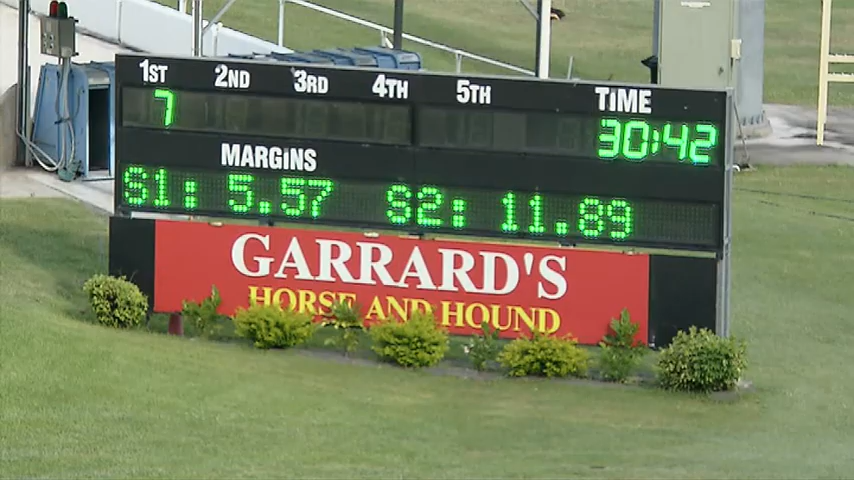 1ST 2ND 3RD 4TH 5TH TIME
7 30:42
MARGINS
S1: 5.57 S2: 11.89
GARRARD'S
HORSE AND HOUND